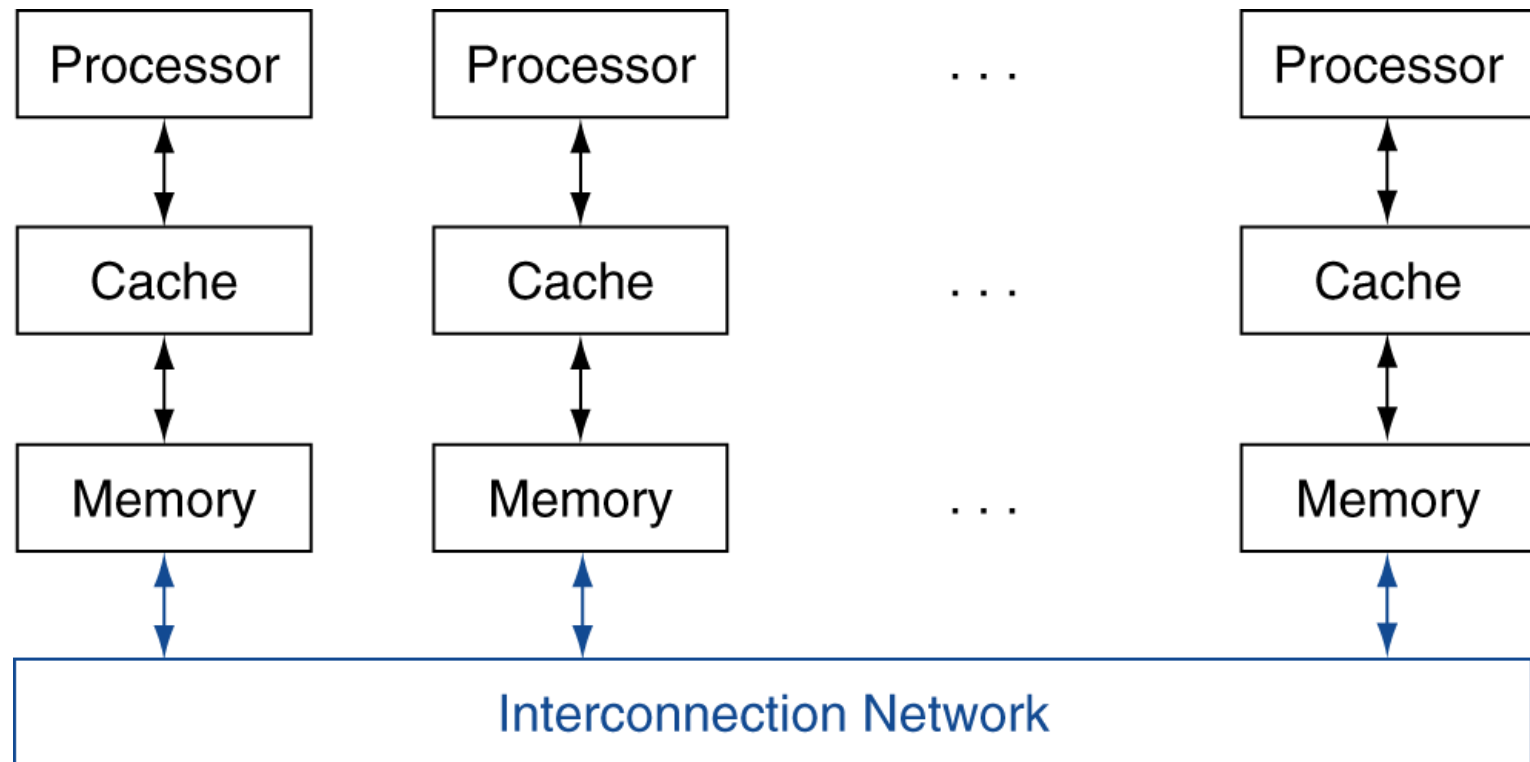 Processor Processor . . . Processor
Cache Cache . . . Cache
Memory Memory . . . Memory
Interconnection Network